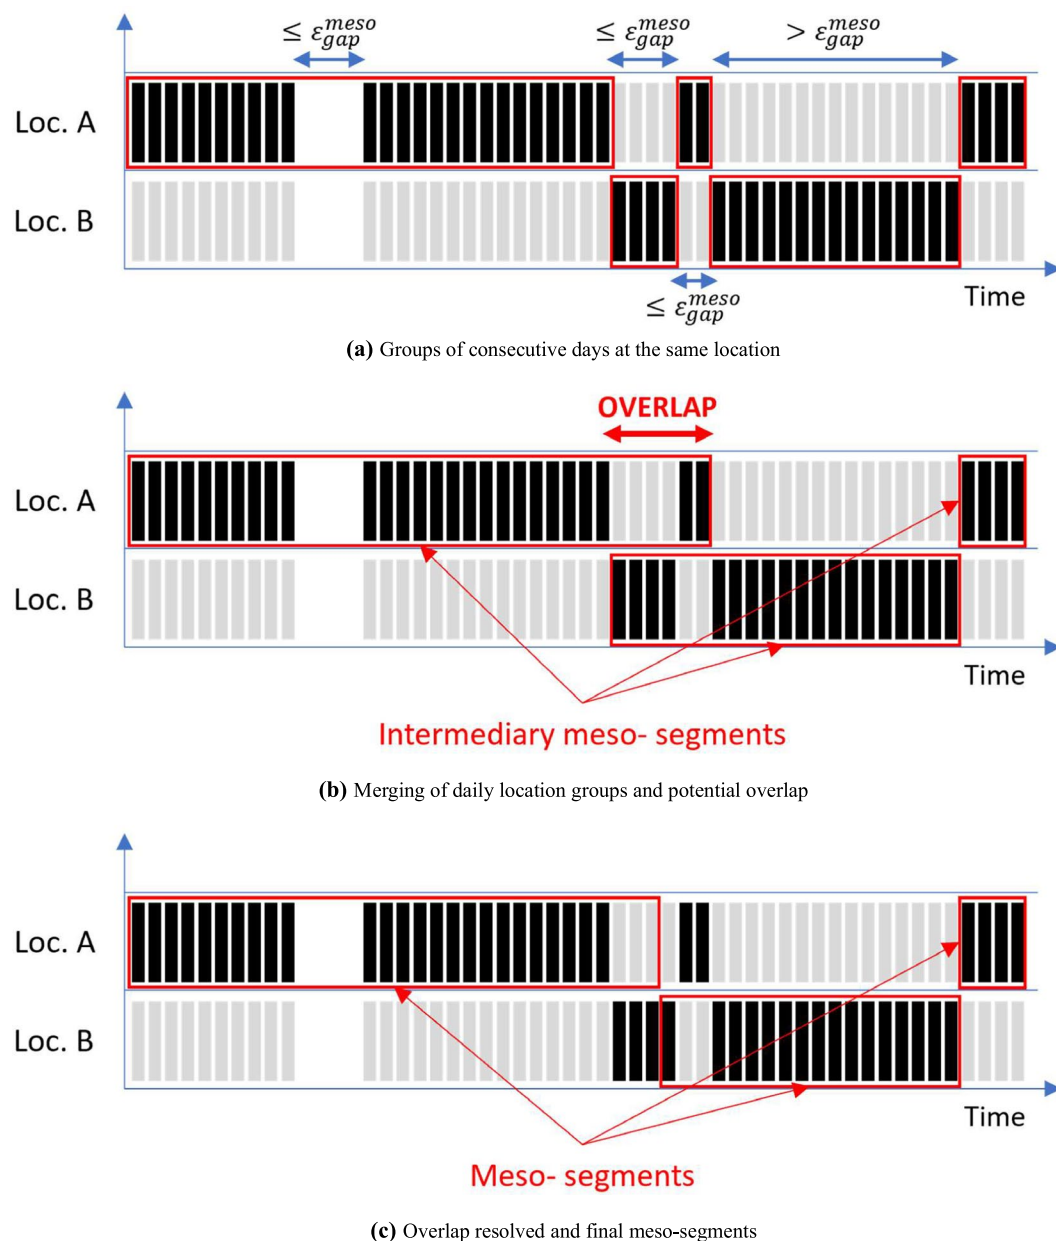 ≤ ε_gap^meso ≤ ε_gap^meso > ε_gap^meso
Loc. A
Loc. B
≤ ε_gap^meso
Time
(a) Groups of consecutive days at the same location
OVERLAP
Loc. A
Loc. B
Time
Intermediary meso- segments
(b) Merging of daily location groups and potential overlap
Loc. A
Loc. B
Time
Meso- segments
(c) Overlap resolved and final meso-segments